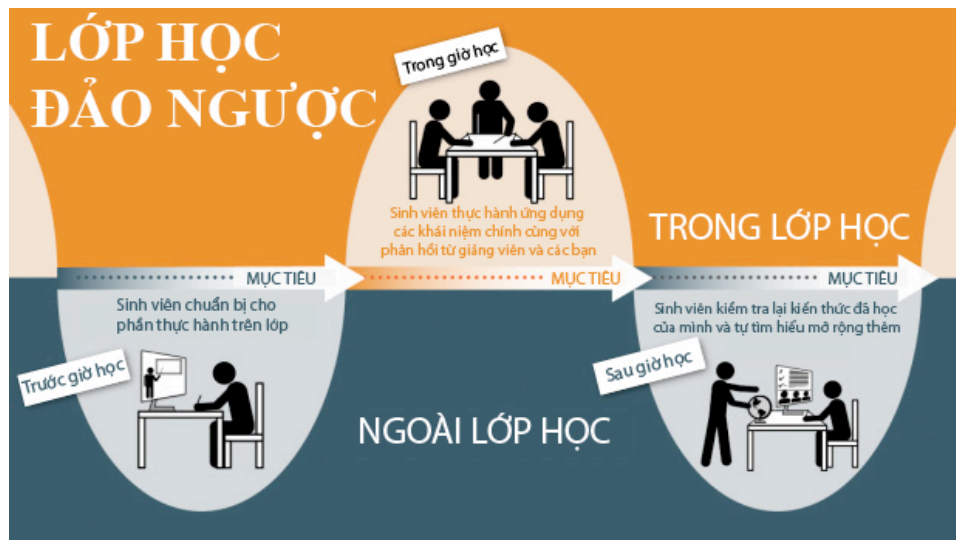 LỚP HỌC
ĐẢO NGƯỢC
Trong giờ học
Sinh viên thực hành ứng dụng
các khái niệm chính cùng với
phản hồi từ giảng viên và các bạn
TRONG LỚP HỌC
MỤC TIÊU
MỤC TIÊU
MỤC TIÊU
Sinh viên chuẩn bị cho
phần thực hành trên lớp
Trước giờ học
NGOÀI LỚP HỌC
Sinh viên kiểm tra lại kiến thức đã học
của mình và tự tìm hiểu mở rộng thêm
Sau giờ học